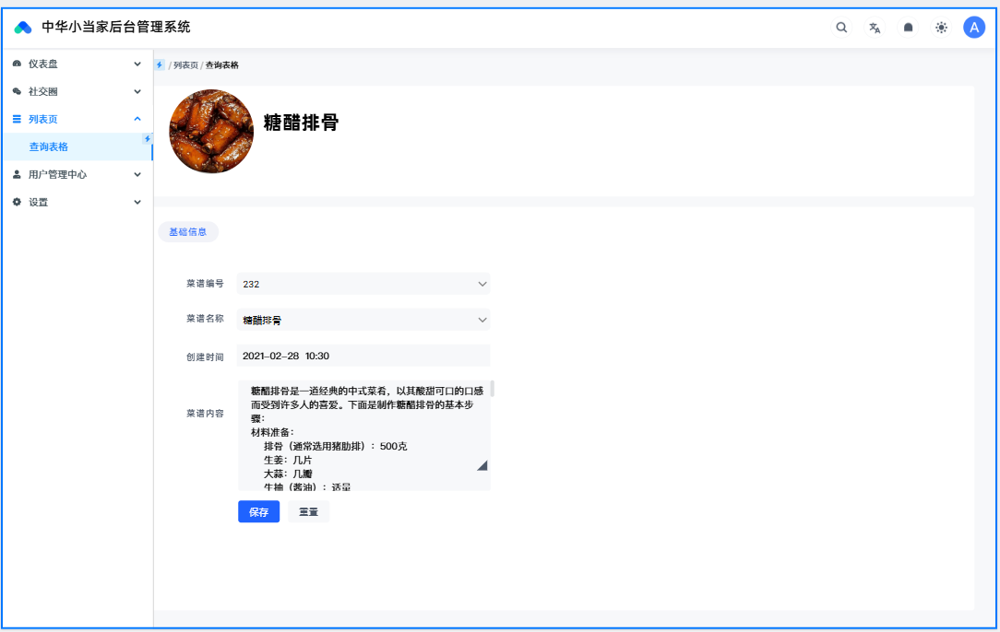 中华小当家后台管理系统
A
仪表盘
/ 列表页 / 查询表格
社交圈
列表页
查询表格
用户管理中心
设置
糖醋排骨
基础信息
菜谱编号 232
菜谱名称 糖醋排骨
创建时间 2021-02-28 10:30
菜谱内容
糖醋排骨是一道经典的中式菜肴，以其酸甜可口的口感
而受到许多人的喜爱。下面是制作糖醋排骨的基本步
骤：
材料准备：
排骨（通常选用猪肋排）：500克
生姜：几片
大蒜：几瓣
生抽（酱油）：适量
保存 重置